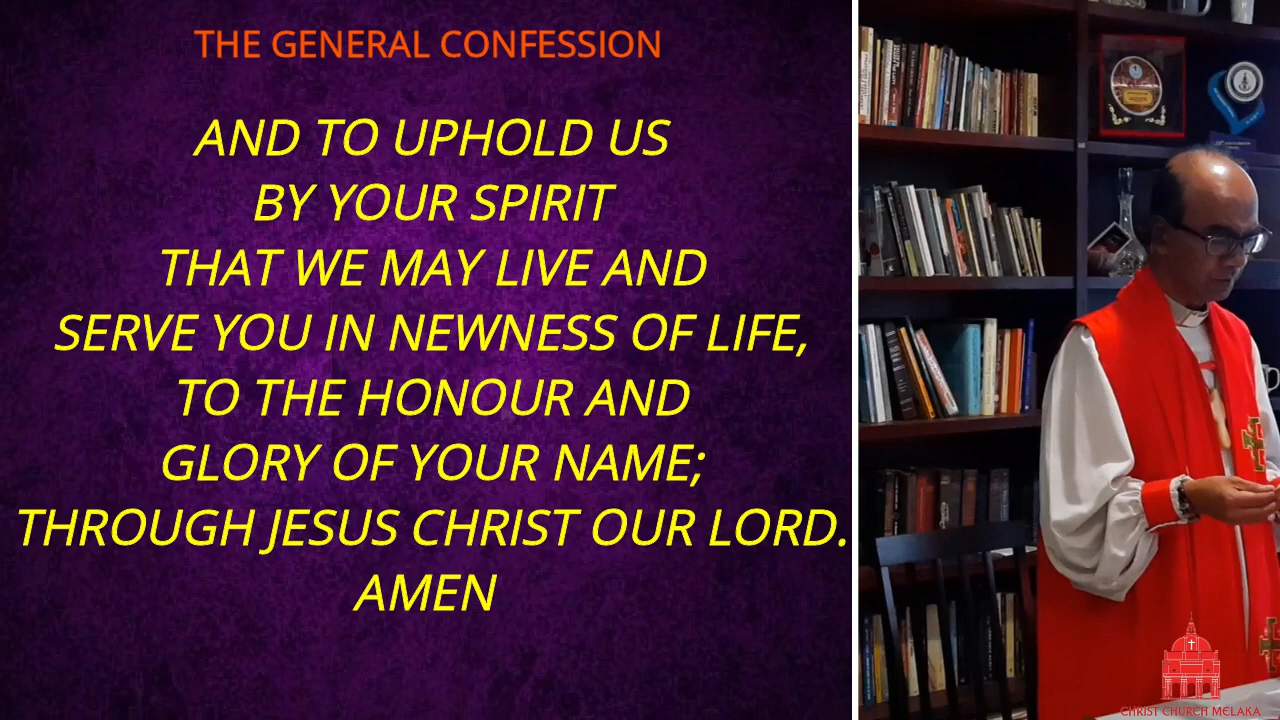 THE GENERAL CONFESSION
AND TO UPHOLD US
BY YOUR SPIRIT
THAT WE MAY LIVE AND
SERVE YOU IN NEWNESS OF LIFE,
TO THE HONOUR AND
GLORY OF YOUR NAME;
THROUGH JESUS CHRIST OUR LORD.
AMEN
CHRIST CHURCH MELAKA